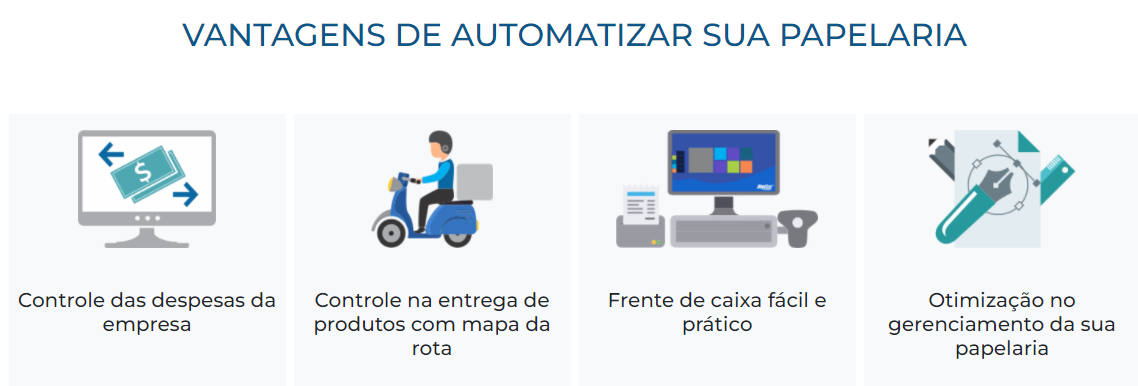 VANTAGENS DE AUTOMATIZAR SUA PAPELARIA
$
Controle das despesas da
empresa
Controle na entrega de
produtos com mapa da
rota
Frente de caixa fácil e
prático
Otimização no
gerenciamento da sua
papelaria